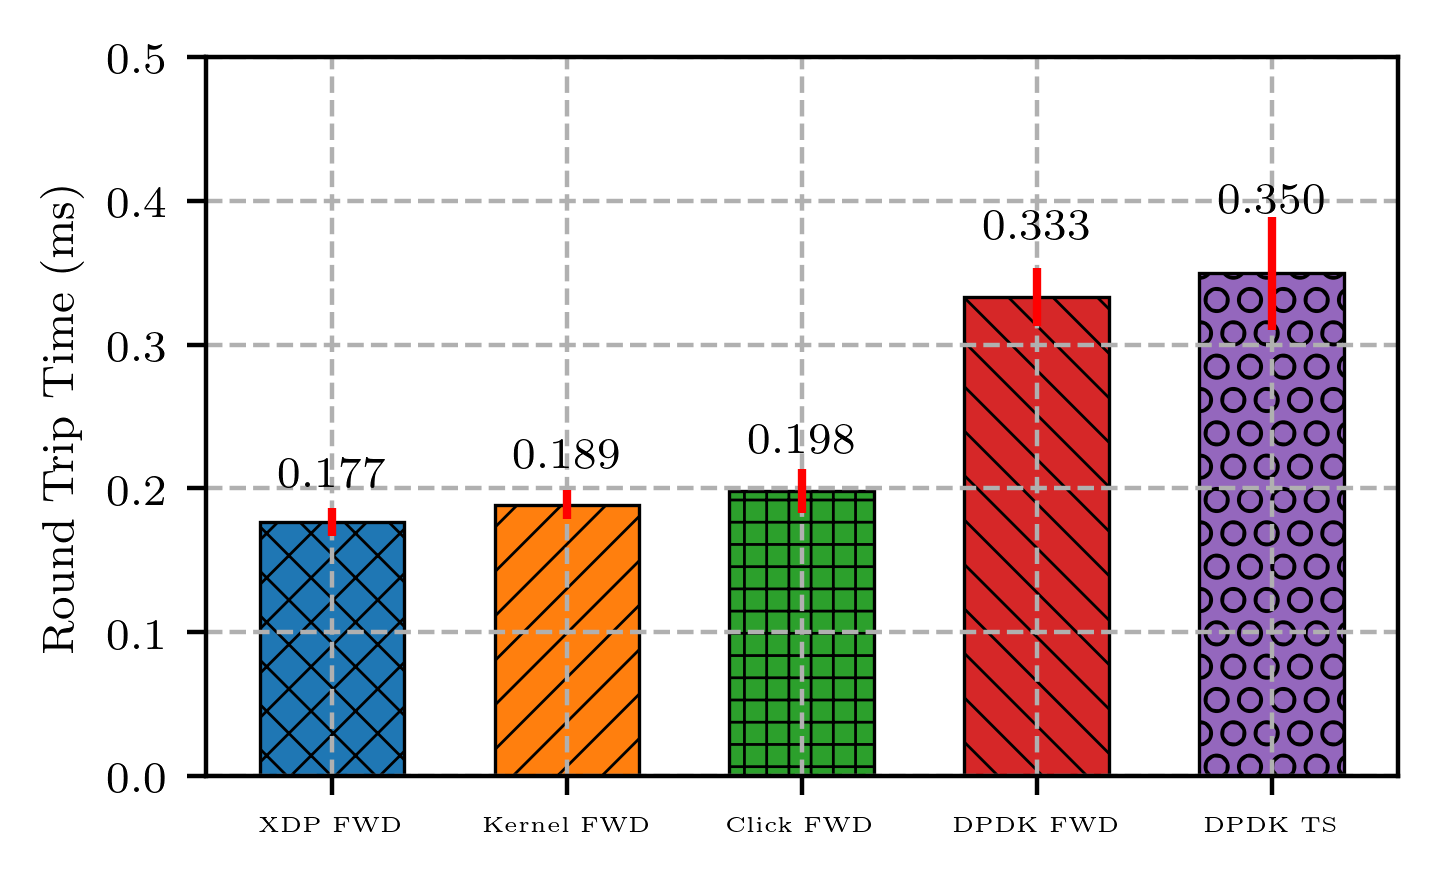 Round Trip Time (ms)
0.5
0.4
0.3
0.2
0.1
0.0
0.177
0.189
0.198
0.333
0.350
XDP FWD
Kernel FWD
Click FWD
DPDK FWD
DPDK TS